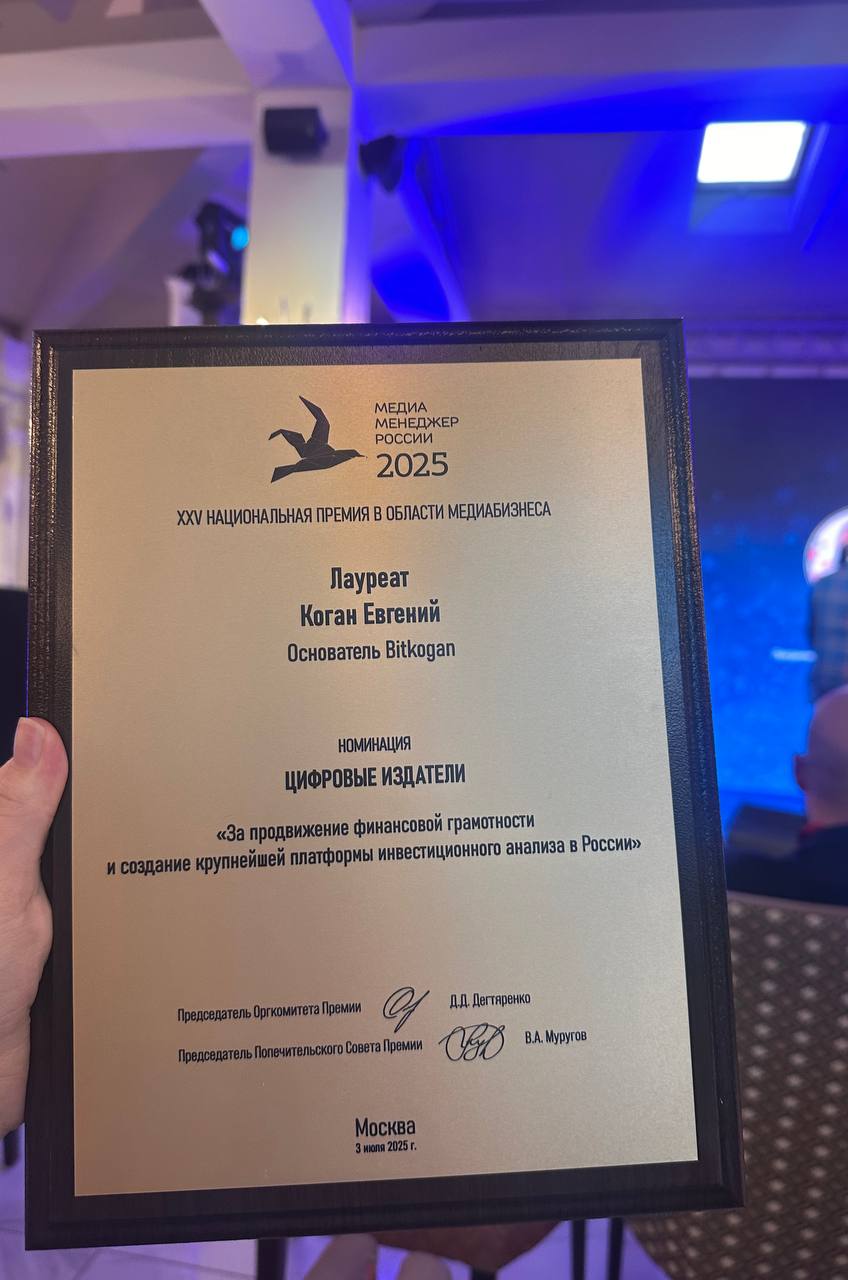 МЕДИА
МЕНЕДЖЕР
РОССИИ
2025
XXV НАЦИОНАЛЬНАЯ ПРЕМИЯ В ОБЛАСТИ МЕДИАБИЗНЕСА
Лауреат
Коган Евгений
Основатель Bitkogan
НОМИНАЦИЯ
ЦИФРОВЫЕ ИЗДАТЕЛИ
«За продвижение финансовой грамотности
и создание крупнейшей платформы инвестиционного анализа в России»
Председатель Оргкомитета Премии Д.Д. Дегтяренко
Председатель Попечительского Совета Премии В.А. Муругов
Москва
3 июля 2025 г.